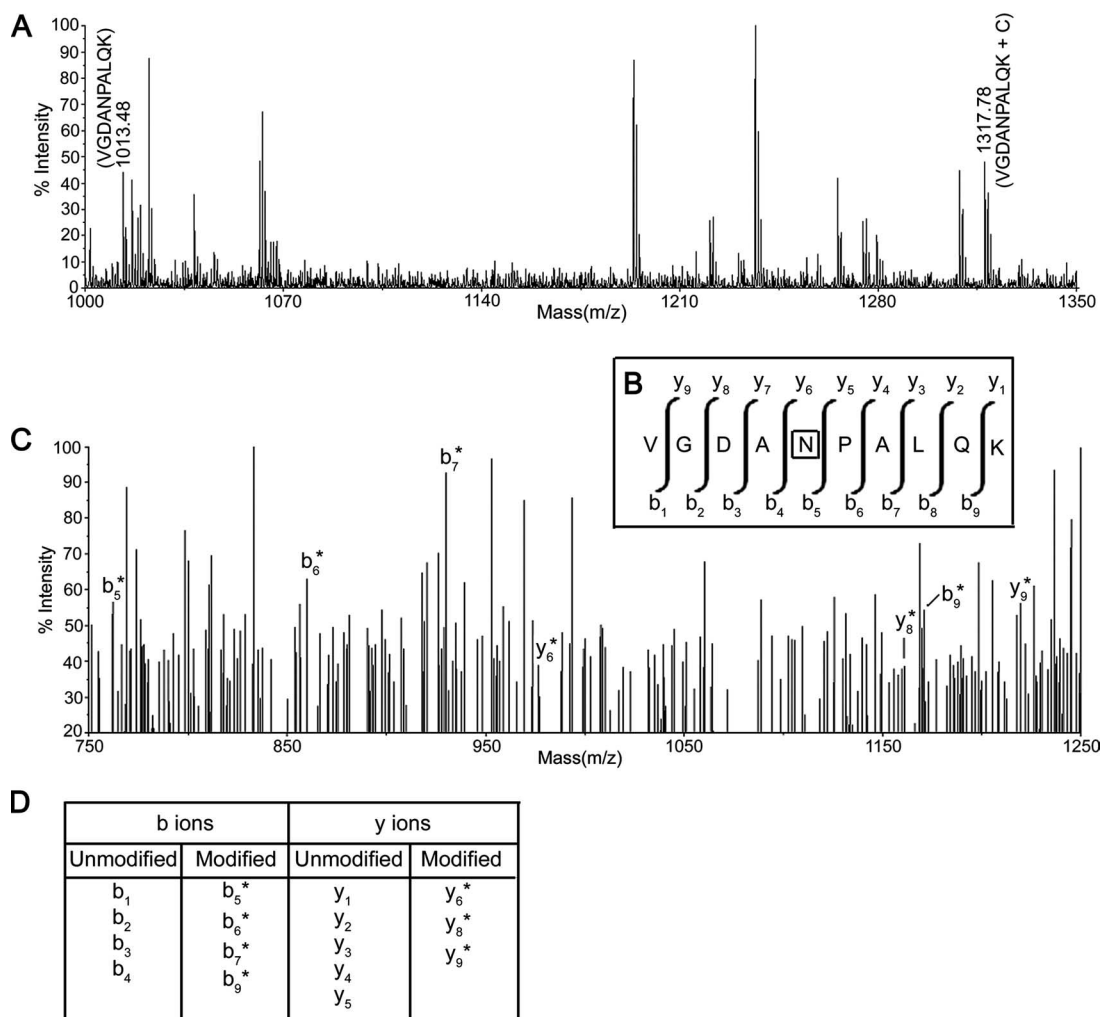 A
% Intensity
100
90
80
70
60
50
40
30
20
10
0
(VGDANPALQK)
1013.48
1317.78
(VGDANPALQK + C)
1000 1070 1140 1210 1280 1350
Mass(m/z)
B
y9 y8 y7 y6 y5 y4 y3 y2 y1
V G D A N P A L Q K
b1 b2 b3 b4 b5 b6 b7 b8 b9
C
% Intensity
100
90
80
70
60
50
40
30
20
b5*
b6*
b7*
y6*
y8*
b9*
y9*
750 850 950 1050 1150 1250
Mass(m/z)
D
b ions y ions
Unmodified Modified Unmodified Modified
b1 b5* y1 y6*
b2 b6* y2 y8*
b3 b7* y3 y9*
b4 b9* y4
y5